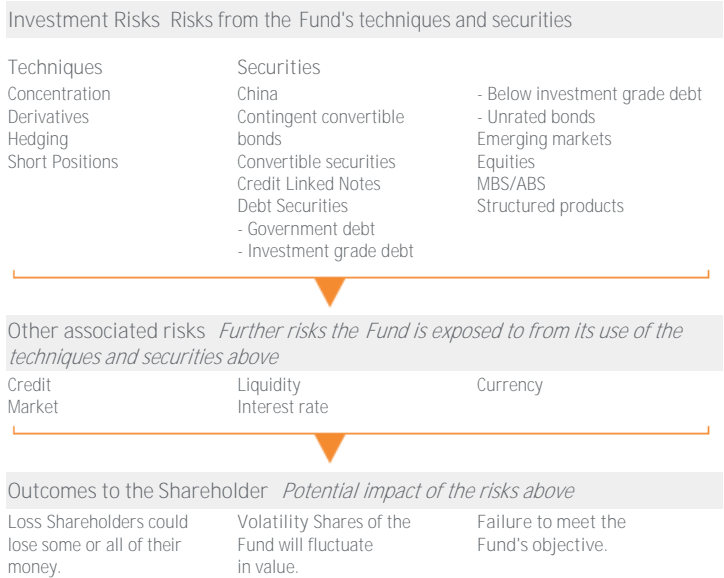 Investment Risks Risks from the Fund's techniques and securities
Techniques
Concentration
Derivatives
Hedging
Short Positions
Securities
China
Contingent convertible
bonds
Convertible securities
Credit Linked Notes
Debt Securities
- Government debt
- Investment grade debt
- Below investment grade debt
- Unrated bonds
Emerging markets
Equities
MBS/ABS
Structured products
Other associated risks Further risks the Fund is exposed to from its use of the
techniques and securities above
Credit
Market
Liquidity
Interest rate
Currency
Outcomes to the Shareholder Potential impact of the risks above
Loss Shareholders could
lose some or all of their
money.
Volatility Shares of the
Fund will fluctuate
in value.
Failure to meet the
Fund's objective.